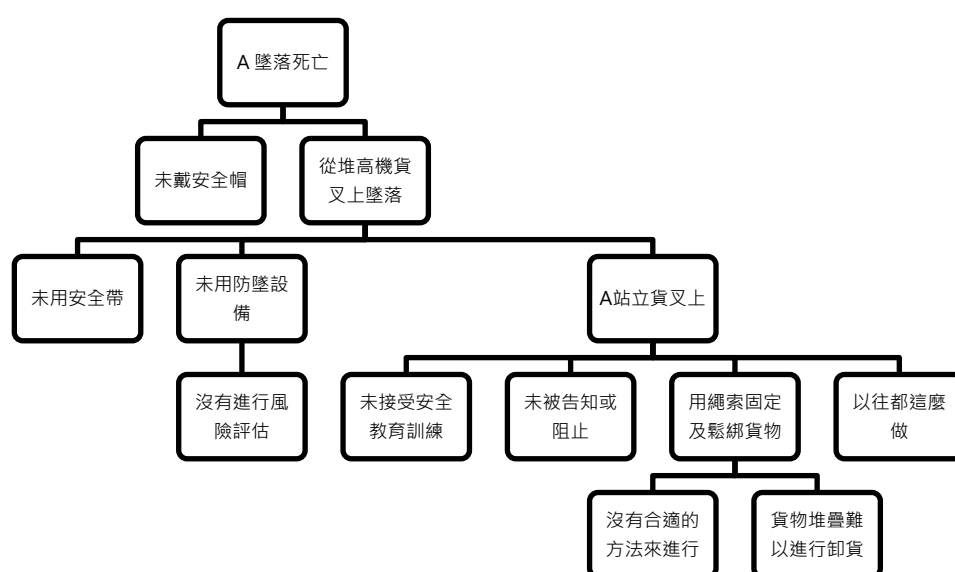 A 墜落死亡
未戴安全帽
從堆高機貨
叉上墜落
未用安全帶
未用防墜設
備
A站立貨叉上
沒有進行風
險評估
未接受安全
教育訓練
未被告知或
阻止
用繩索固定
及鬆綁貨物
以往都這麼
做
沒有合適的
方法來進行
貨物堆疊難
以進行卸貨